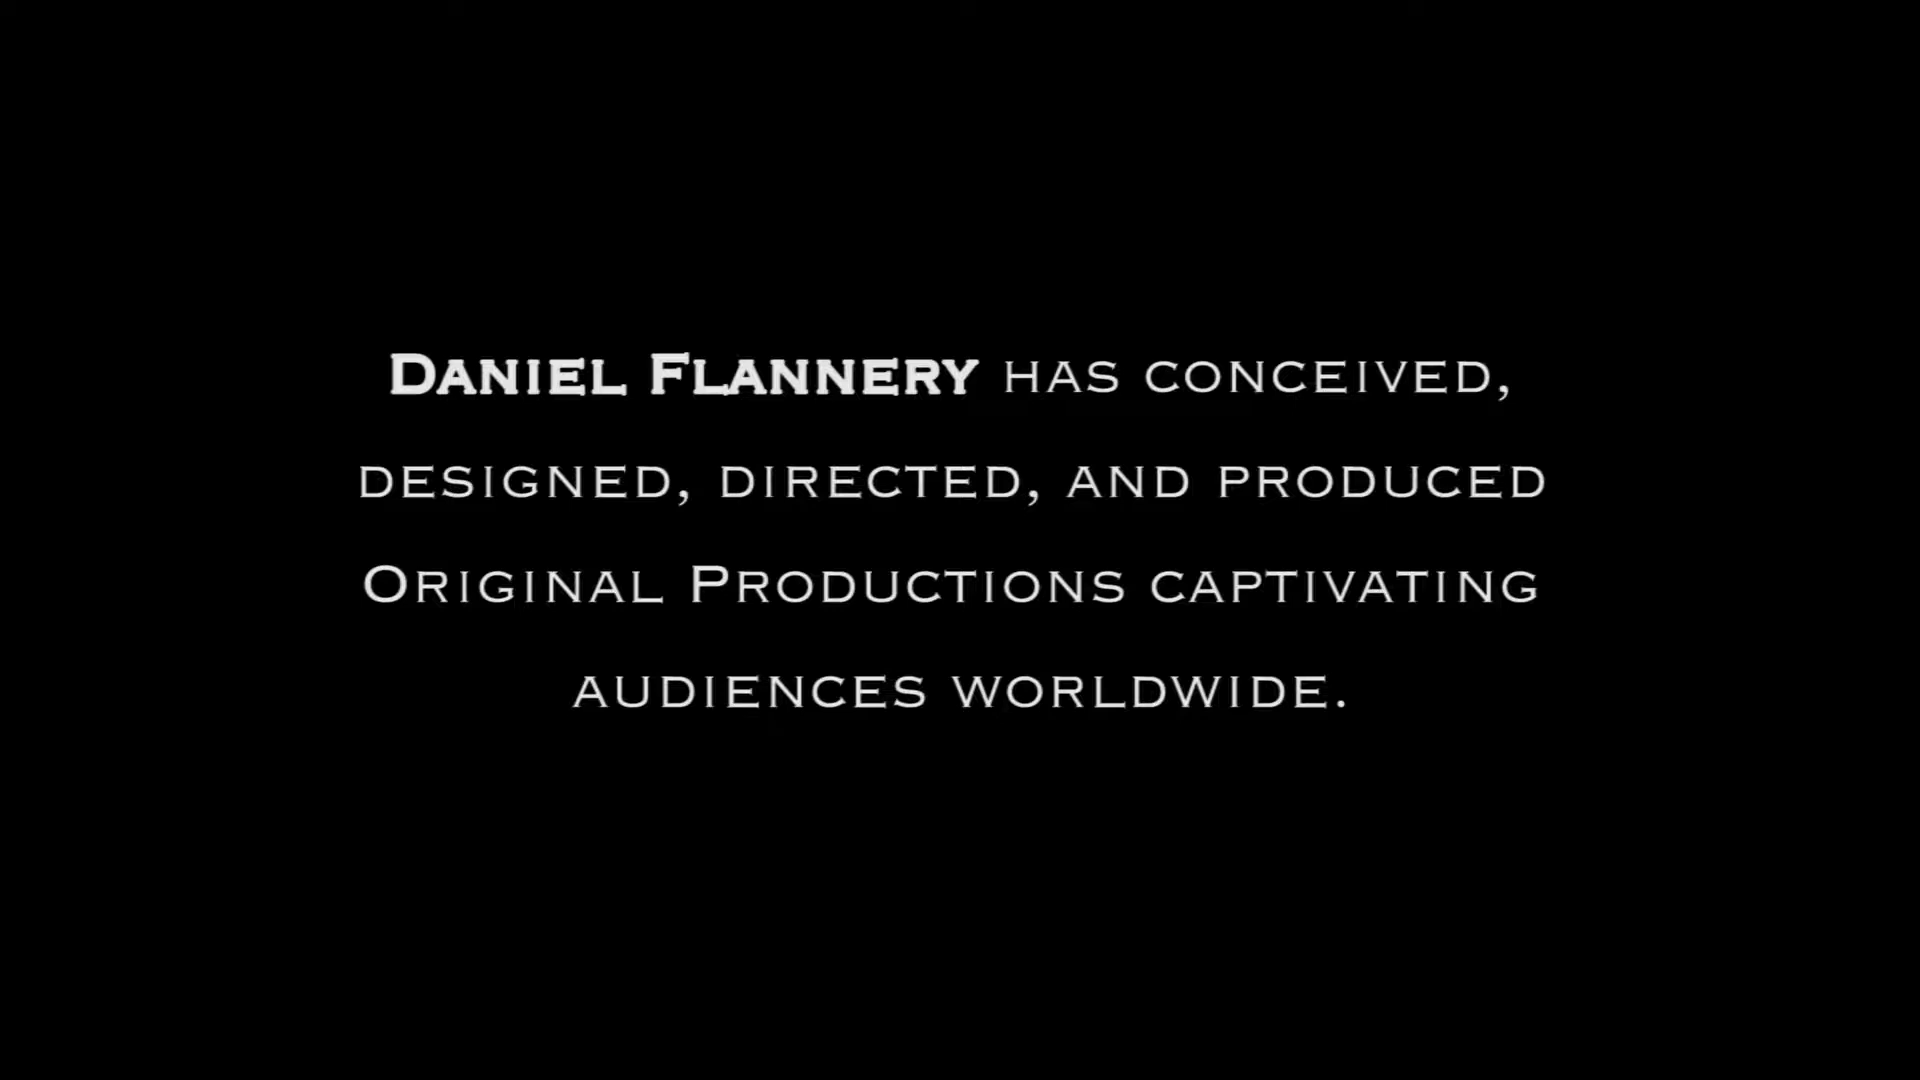 Daniel Flannery has conceived,
designed, directed, and produced
Original Productions captivating
audiences worldwide.